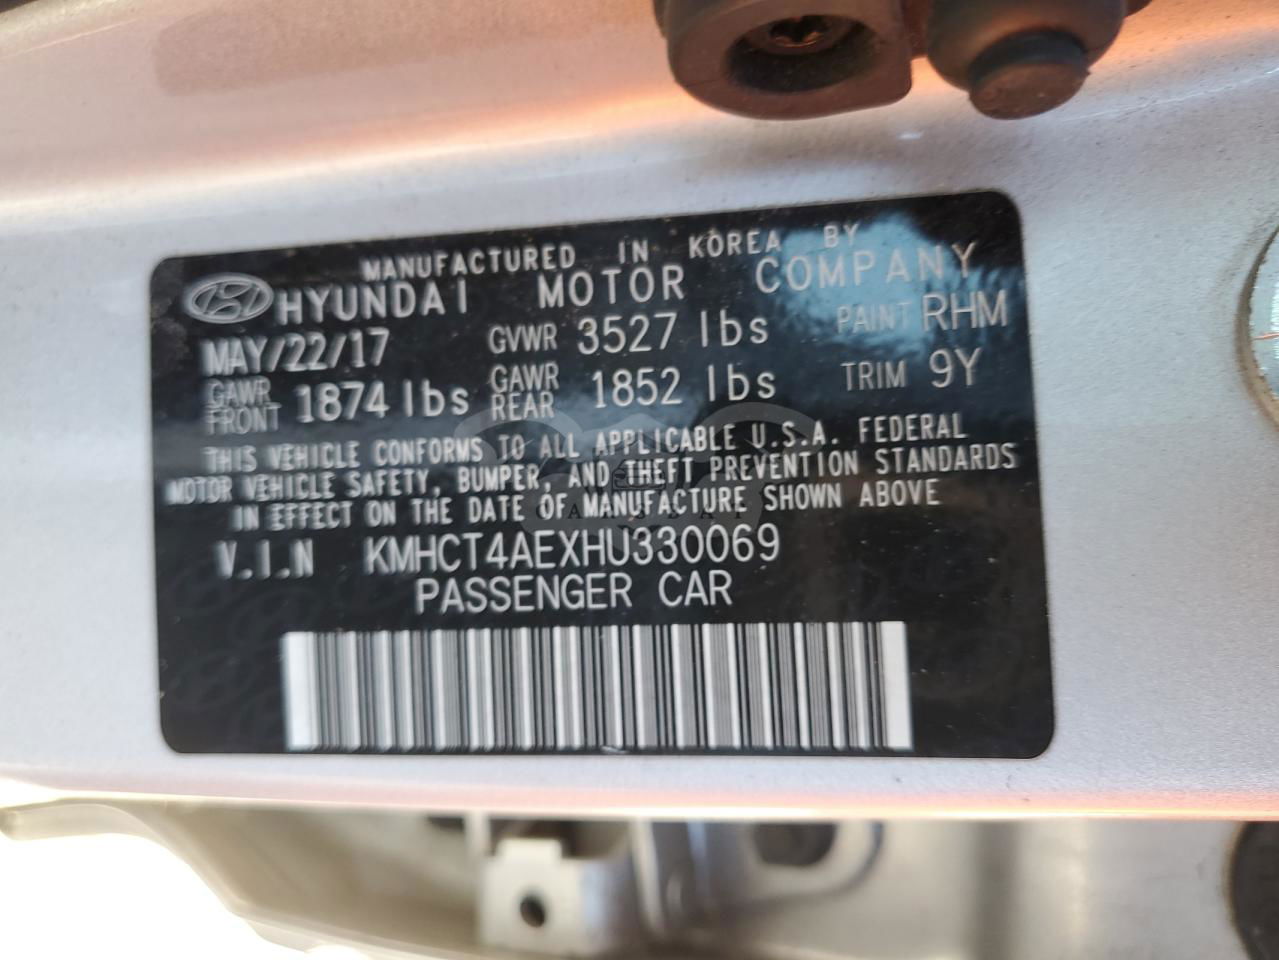 MANUFACTURED IN KOREA BY
HYUNDAI MOTOR COMPANY
MAY/22/17 GVWR 3527 lbs PAINT RHM
GAWR FRONT 1874 lbs GAWR REAR 1852 lbs TRIM 9Y
THIS VEHICLE CONFORMS TO ALL APPLICABLE U.S.A. FEDERAL
MOTOR VEHICLE SAFETY, BUMPER, AND THEFT PREVENTION STANDARDS
IN EFFECT ON THE DATE OF MANUFACTURE SHOWN ABOVE
V.I.N KMHCT4AEXHU330069
PASSENGER CAR